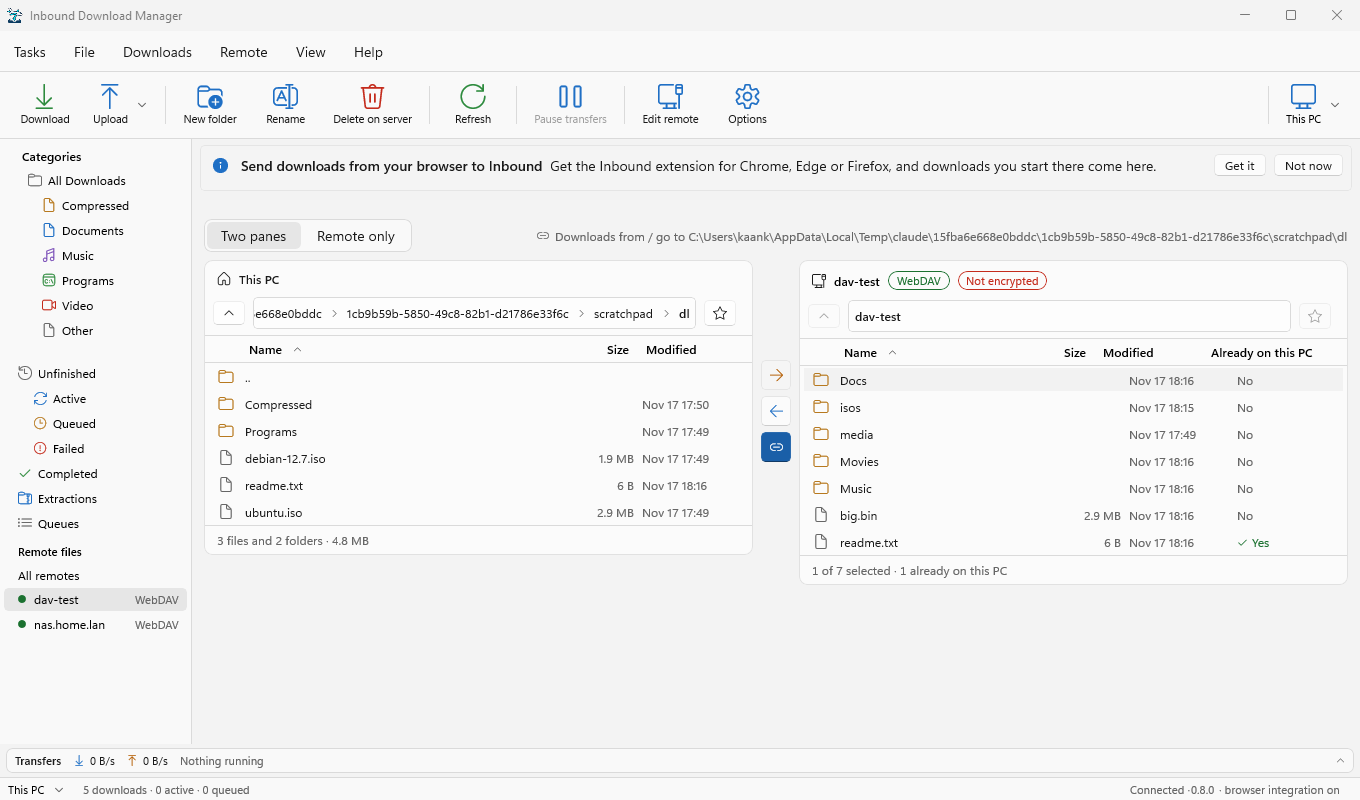 Inbound Download Manager
Tasks File Downloads Remote View Help
Download Upload New folder Rename Delete on server Refresh Pause transfers Edit remote Options This PC
Categories
All Downloads
Compressed
Documents
Music
Programs
Video
Other
Unfinished
Active
Queued
Failed
Completed
Extractions
Queues
Remote files
All remotes
dav-test WebDAV
nas.home.lan WebDAV
Send downloads from your browser to Inbound Get the Inbound extension for Chrome, Edge or Firefox, and downloads you start there come here. Get it Not now
Two panes Remote only
Downloads from / go to C:\Users\kaank\AppData\Local\Temp\claude\15fba6e668e0bddc\1cb9b59b-5850-49c8-82b1-d21786e33f6c\scratchpad\dl
This PC
e668e0bddc > 1cb9b59b-5850-49c8-82b1-d21786e33f6c > scratchpad > dl
Name Size Modified
..
Compressed Nov 17 17:50
Programs Nov 17 17:49
debian-12.7.iso 1.9 MB Nov 17 17:49
readme.txt 6 B Nov 17 18:16
ubuntu.iso 2.9 MB Nov 17 17:49
3 files and 2 folders · 4.8 MB
dav-test WebDAV Not encrypted
dav-test
Name Size Modified Already on this PC
Docs Nov 17 18:16 No
isos Nov 17 18:15 No
media Nov 17 17:49 No
Movies Nov 17 18:16 No
Music Nov 17 18:16 No
big.bin 2.9 MB Nov 17 18:16 No
readme.txt 6 B Nov 17 18:16 Yes
1 of 7 selected · 1 already on this PC
Transfers 0 B/s 0 B/s Nothing running
This PC 5 downloads · 0 active · 0 queued
Connected ·0.8.0 · browser integration on